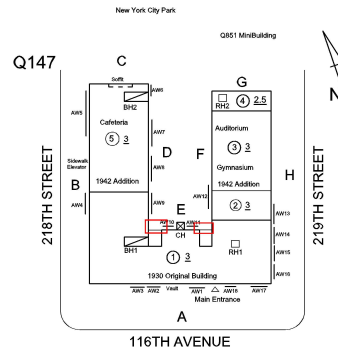 New York City Park
Q851 MiniBuilding
Q147
C
G
N
Soffit
AW6
BH2
RH2
4 2.5
AW5
Cafeteria
5 3
AW7
Auditorium
3 3
D
F
Gymnasium
Sidewalk
Elevator
AW8
1942 Addition
1942 Addition
H
B
AW4
AW9
AW12
2 3
E
AW10
AW11
CH
AW13
AW14
BH1
RH1
AW15
1 3
1930 Original Building
AW16
AW3
AW2
Vault
AW1
AW18
AW17
Main Entrance
A
218TH STREET
219TH STREET
116TH AVENUE